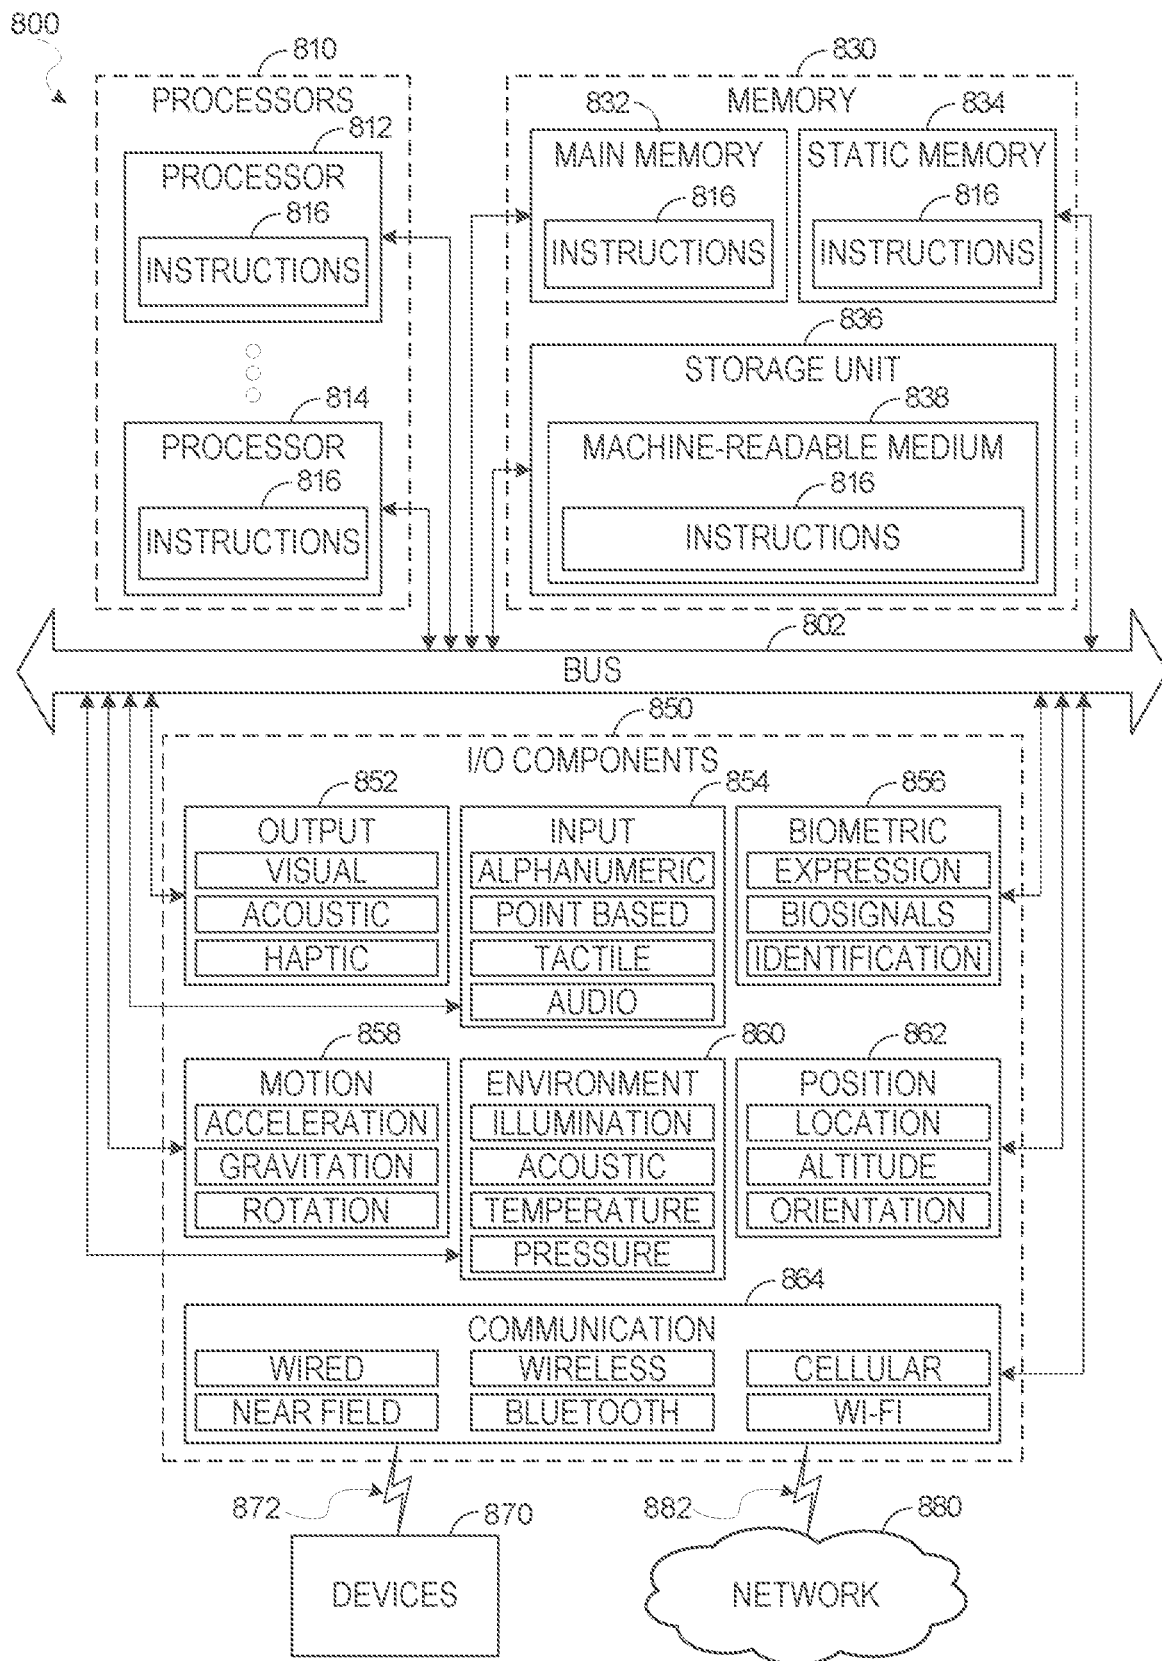 800
810
PROCESSORS
812
PROCESSOR
816
INSTRUCTIONS
814
PROCESSOR
816
INSTRUCTIONS
830
MEMORY
832
MAIN MEMORY
816
INSTRUCTIONS
834
STATIC MEMORY
816
INSTRUCTIONS
836
STORAGE UNIT
838
MACHINE-READABLE MEDIUM
816
INSTRUCTIONS
802
BUS
850
I/O COMPONENTS
852
OUTPUT
VISUAL
ACOUSTIC
HAPTIC
854
INPUT
ALPHANUMERIC
POINT BASED
TACTILE
AUDIO
856
BIOMETRIC
EXPRESSION
BIOSIGNALS
IDENTIFICATION
858
MOTION
ACCELERATION
GRAVITATION
ROTATION
860
ENVIRONMENT
ILLUMINATION
ACOUSTIC
TEMPERATURE
PRESSURE
862
POSITION
LOCATION
ALTITUDE
ORIENTATION
864
COMMUNICATION
WIRED
WIRELESS
CELLULAR
NEAR FIELD
BLUETOOTH
WI-FI
872
870
DEVICES
882
880
NETWORK